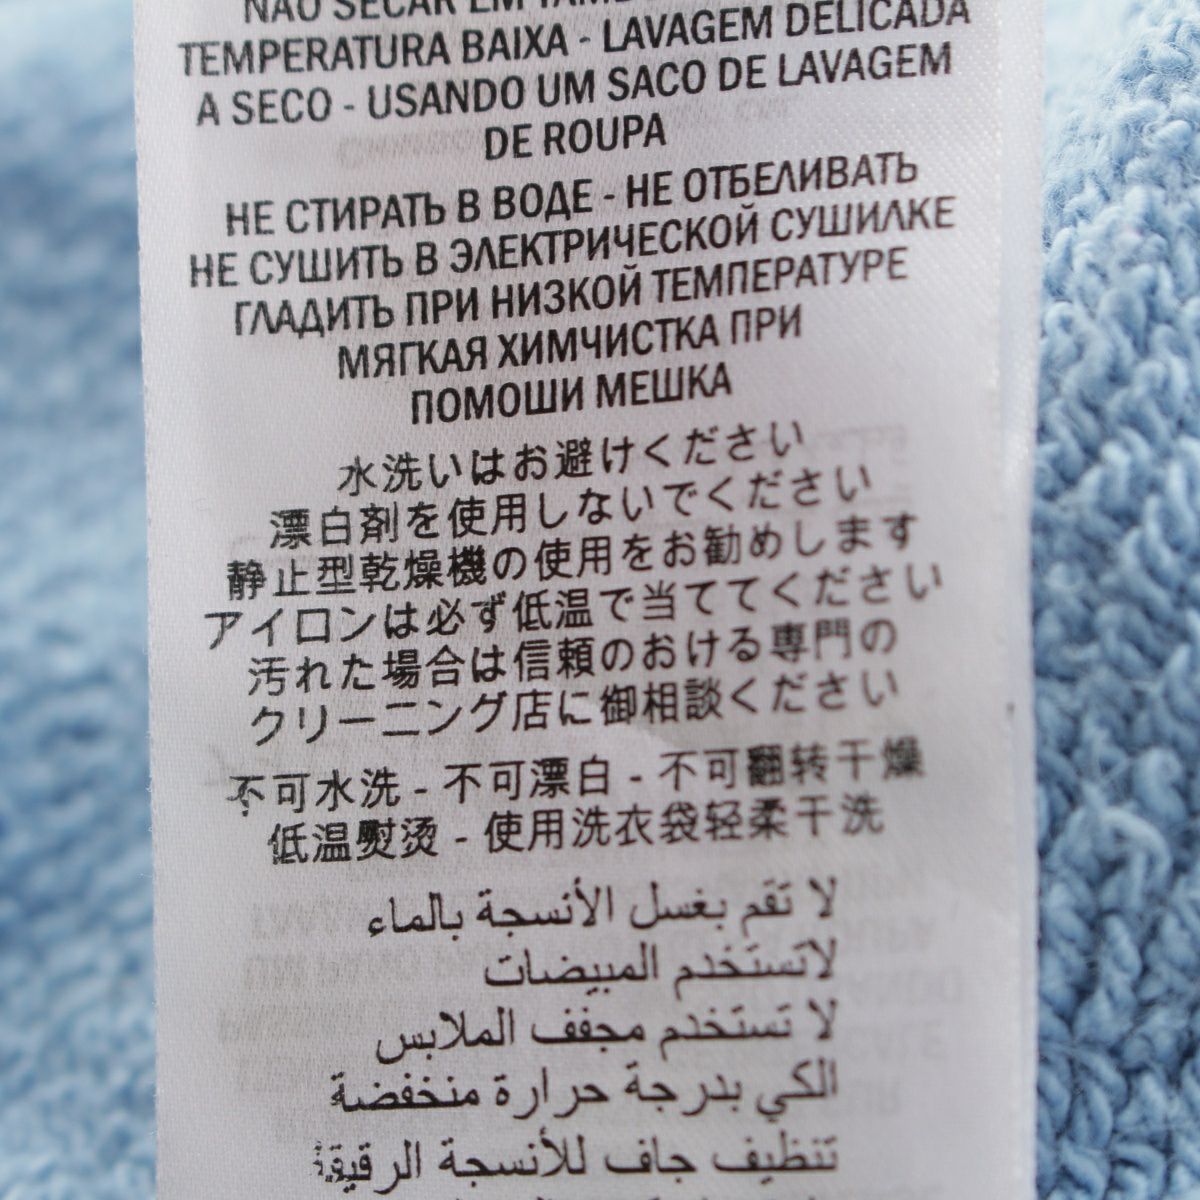 NÃO SECAR EM
TEMPERATURA BAIXA - LAVAGEM DELICADA
A SECO - USANDO UM SACO DE LAVAGEM
DE ROUPA
НЕ СТИРАТЬ В ВОДЕ - НЕ ОТБЕЛИВАТЬ
НЕ СУШИТЬ В ЭЛЕКТРИЧЕСКОЙ СУШИЛКЕ
ГЛАДИТЬ ПРИ НИЗКОЙ ТЕМПЕРАТУРЕ
МЯГКАЯ ХИМЧИСТКА ПРИ
ПОМОШИ МЕШКА
水洗いはお避けください
漂白剤を使用しないでください
静止型乾燥機の使用をお勧めします
アイロンは必ず低温で当ててください
汚れた場合は信頼のおける専門の
クリーニング店に御相談ください
不可水洗 - 不可漂白 - 不可翻转干燥
低温熨烫 - 使用洗衣袋轻柔干洗
لا تقم بغسل الأنسجة بالماء
لاتستخدم المبيضات
لا تستخدم مجفف الملابس
الكي بدرجة حرارة منخفضة
تنظيف جاف للأنسجة الرقيقة